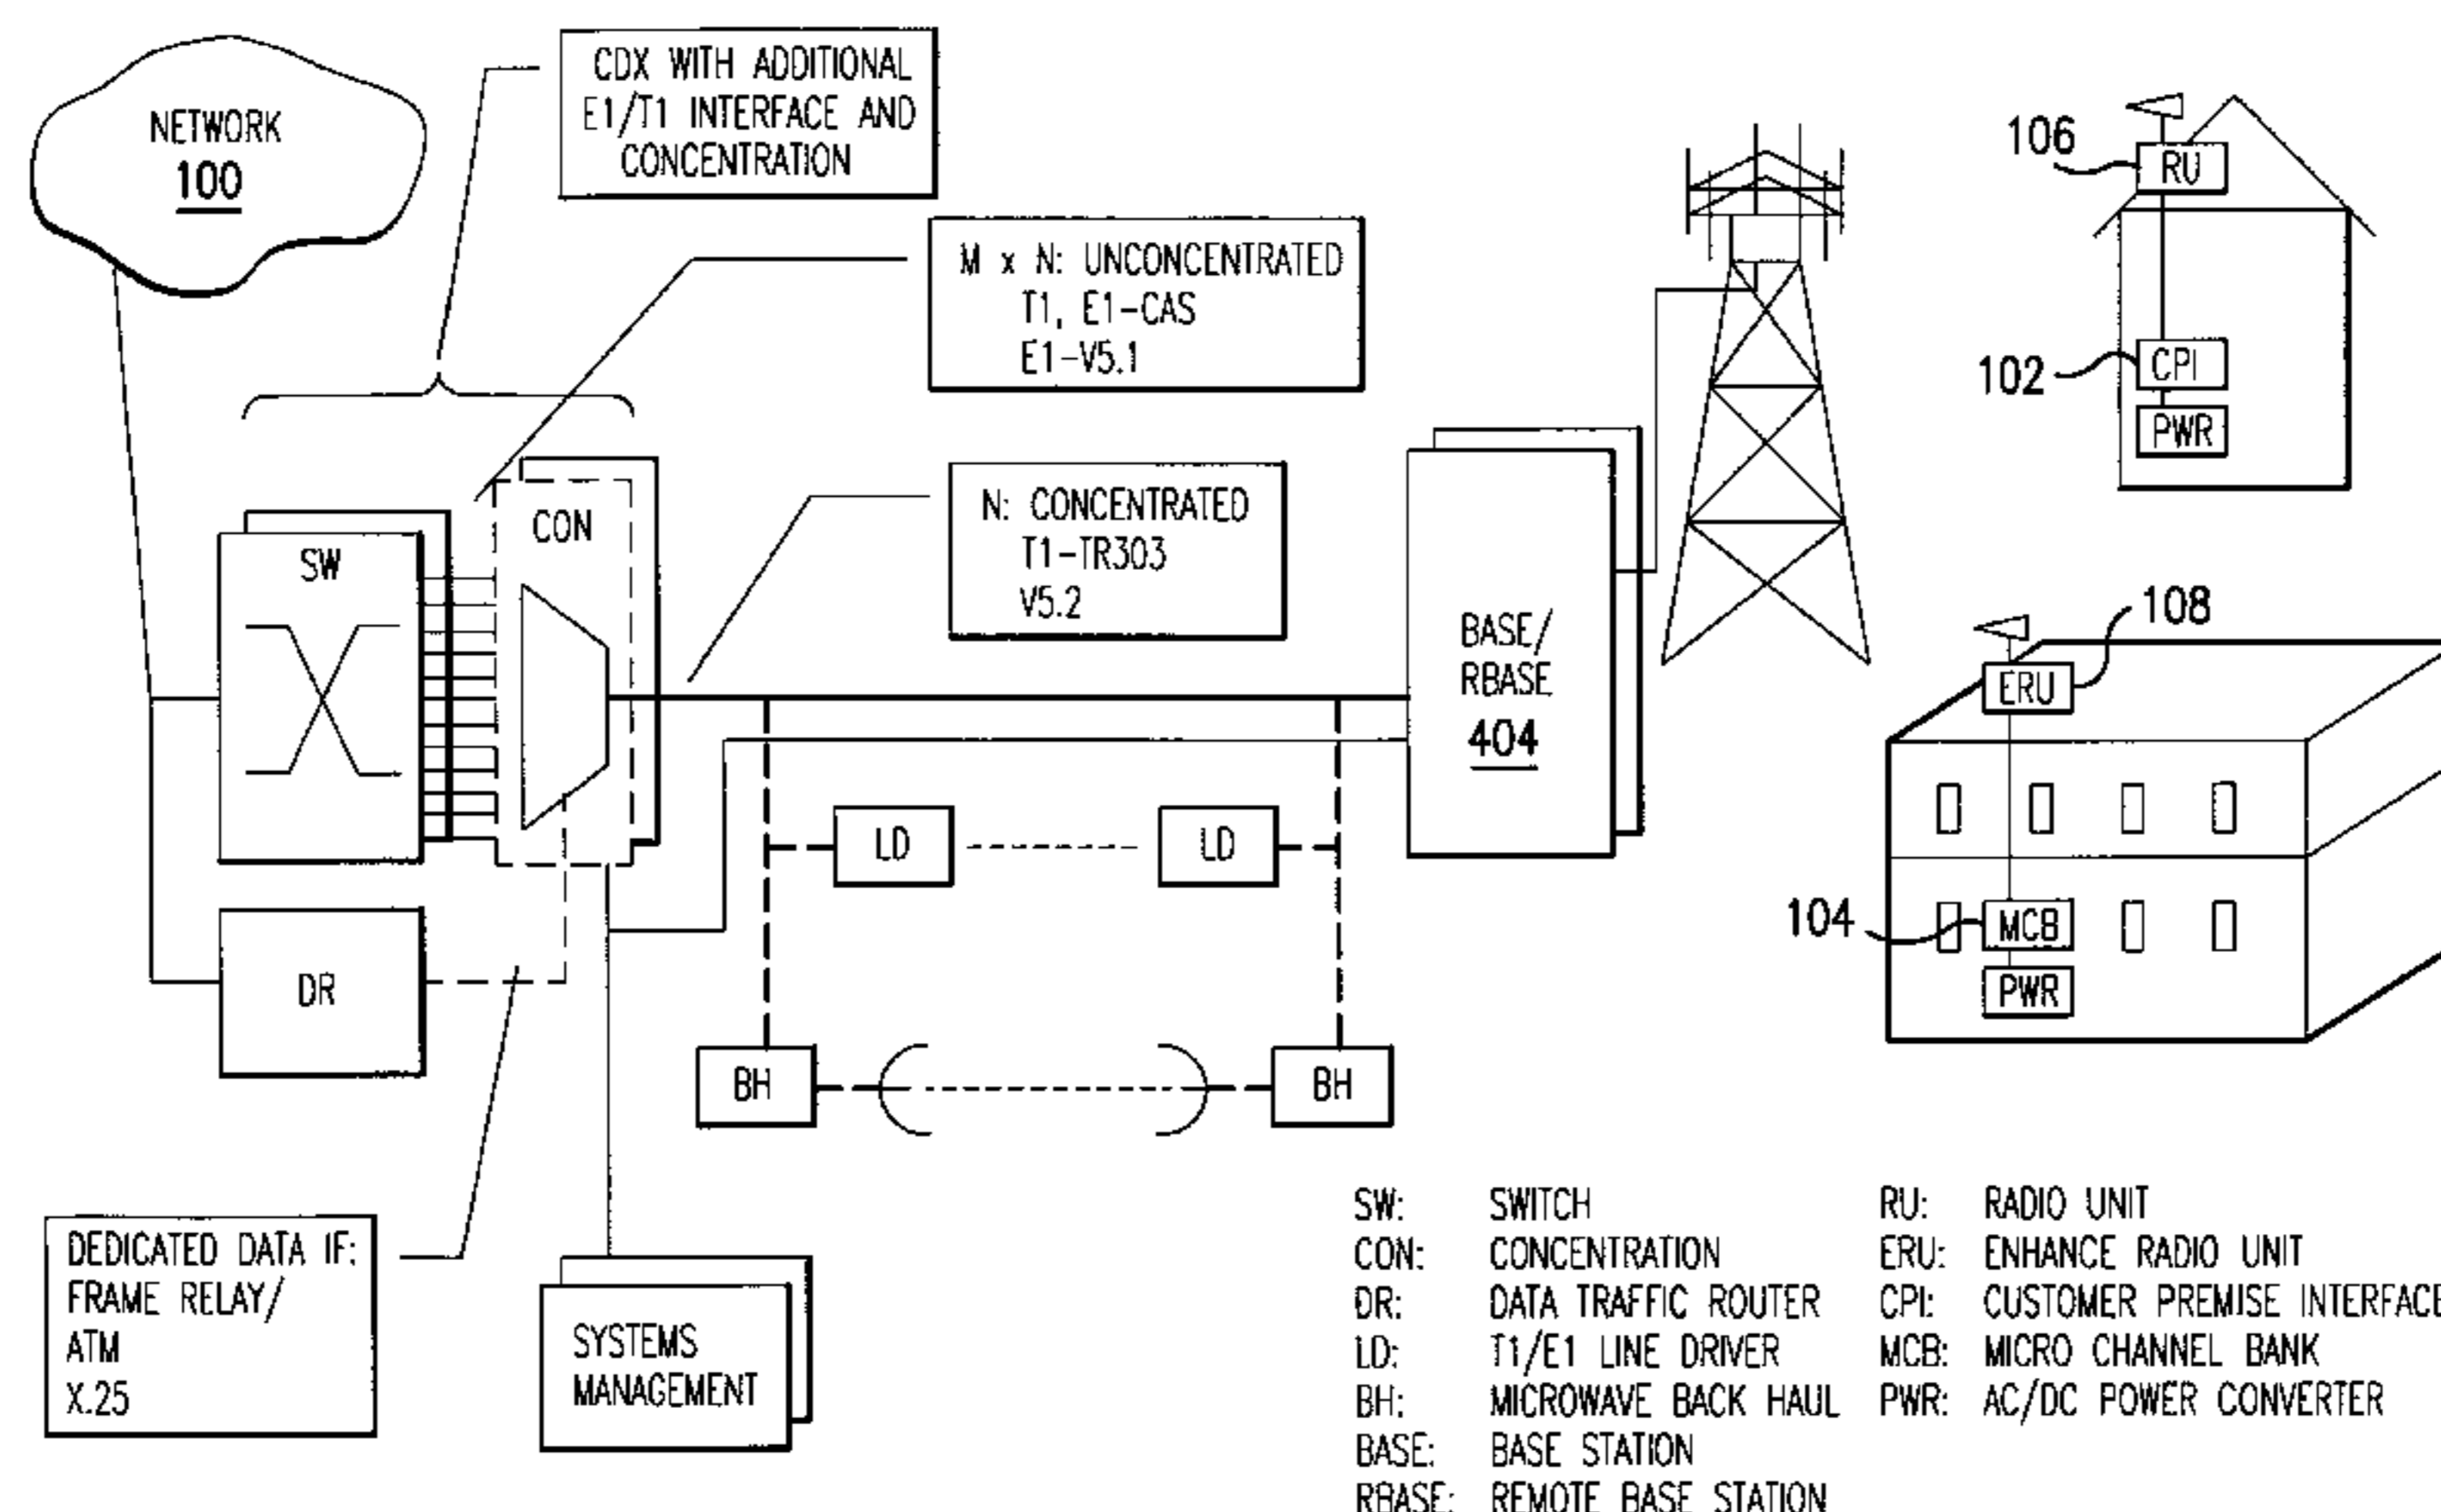 NETWORK
100
CDX WITH ADDITIONAL
E1/T1 INTERFACE AND
CONCENTRATION
M x N: UNCONCENTRATED
T1, E1-CAS
E1-V5.1
N: CONCENTRATED
T1-TR303
V5.2
SW
CON
DR
LD
LD
BH
BH
BASE/
RBASE
404
106
RU
102
CPI
PWR
108
ERU
104
MCB
PWR
DEDICATED DATA IF:
FRAME RELAY/
ATM
X.25
SYSTEMS
MANAGEMENT
SW: SWITCH
CON: CONCENTRATION
DR: DATA TRAFFIC ROUTER
LD: T1/E1 LINE DRIVER
BH: MICROWAVE BACK HAUL
BASE: BASE STATION
RBASE: REMOTE BASE STATION
RU: RADIO UNIT
ERU: ENHANCE RADIO UNIT
CPI: CUSTOMER PREMISE INTERFACE
MCB: MICRO CHANNEL BANK
PWR: AC/DC POWER CONVERTER